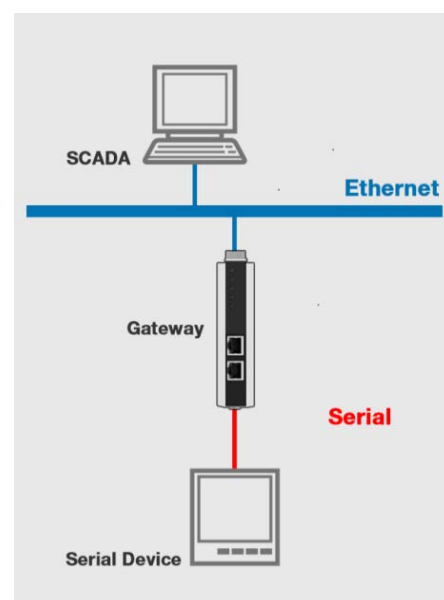 SCADA
Ethernet
Gateway
Serial
Serial Device